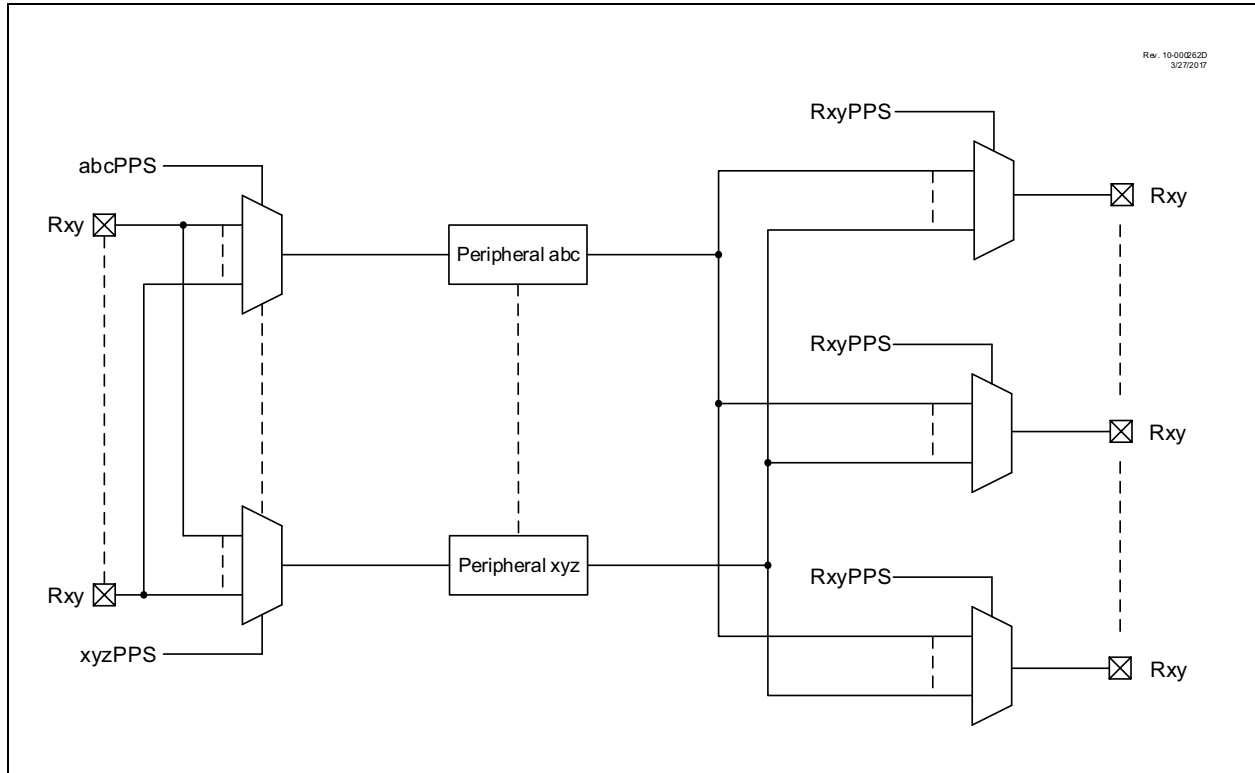 Rev. 10-000262D
3/27/2017
RxyPPS
abcPPS
Rxy
Rxy
Peripheral abc
RxyPPS
Rxy
Peripheral xyz
RxyPPS
Rxy
xyzPPS
Rxy